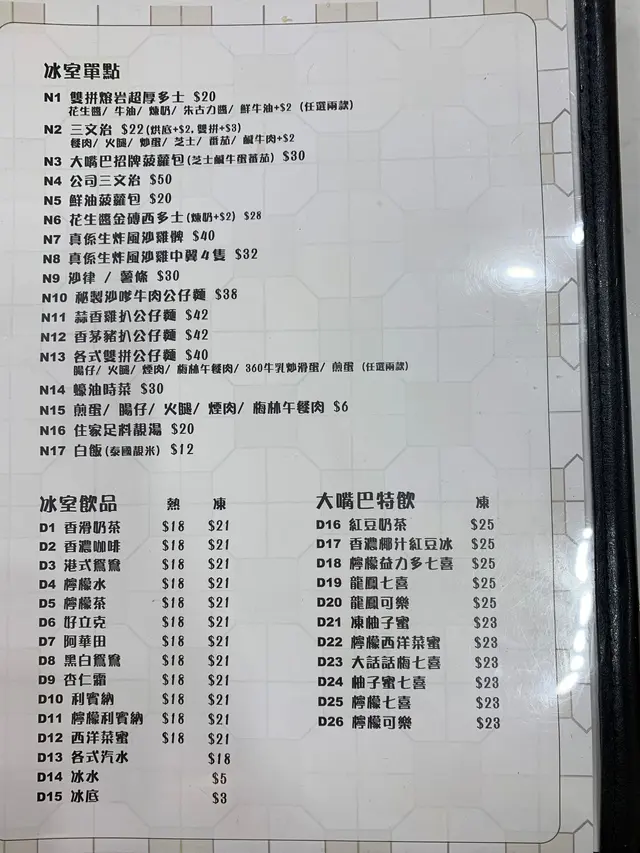 冰室單點
N1 雙拼熔岩超厚多士 $20
花生醬/ 牛油/ 煉奶/ 朱古力醬/ 鮮牛油+$2 (任選兩款)
N2 三文治 $22(烘底+$2, 雙拼+$3)
餐肉/ 火腿/ 炒蛋/ 芝士/ 番茄/ 鹹牛肉+$2
N3 大嘴巴招牌菠蘿包(芝士鹹牛蛋蕃茄) $30
N4 公司三文治 $50
N5 鮮油菠蘿包 $20
N6 花生醬金磚西多士(煉奶+$2) $28
N7 真係生炸風沙雞髀 $40
N8 真係生炸風沙雞中翼4隻 $32
N9 沙律 / 薯條 $30
N10 祕製沙嗲牛肉公仔麵 $38
N11 蒜香雞扒公仔麵 $42
N12 香茅豬扒公仔麵 $42
N13 各式雙拼公仔麵 $40
腸仔/ 火腿/ 煙肉/ 梅林午餐肉/ 360牛乳炒滑蛋/ 煎蛋 (任選兩款)
N14 蠔油時菜 $30
N15 煎蛋/ 腸仔/ 火腿/ 煙肉/ 梅林午餐肉 $6
N16 住家足料靚湯 $20
N17 白飯(泰國靚米) $12
冰室飲品 熱 凍
D1 香滑奶茶 $18 $21
D2 香濃咖啡 $18 $21
D3 港式鴛鴦 $18 $21
D4 檸檬水 $18 $21
D5 檸檬茶 $18 $21
D6 好立克 $18 $21
D7 阿華田 $18 $21
D8 黑白鴛鴦 $18 $21
D9 杏仁霜 $18 $21
D10 利賓納 $18 $21
D11 檸檬利賓納 $18 $21
D12 西洋菜蜜 $18 $21
D13 各式汽水 $18
D14 冰水 $5
D15 冰底 $3
大嘴巴特飲 凍
D16 紅豆奶茶 $25
D17 香濃椰汁紅豆冰 $25
D18 檸檬益力多七喜 $25
D19 龍鳳七喜 $25
D20 龍鳳可樂 $25
D21 凍柚子蜜 $23
D22 檸檬西洋菜蜜 $23
D23 大話話梅七喜 $23
D24 柚子蜜七喜 $23
D25 檸檬七喜 $23
D26 檸檬可樂 $23